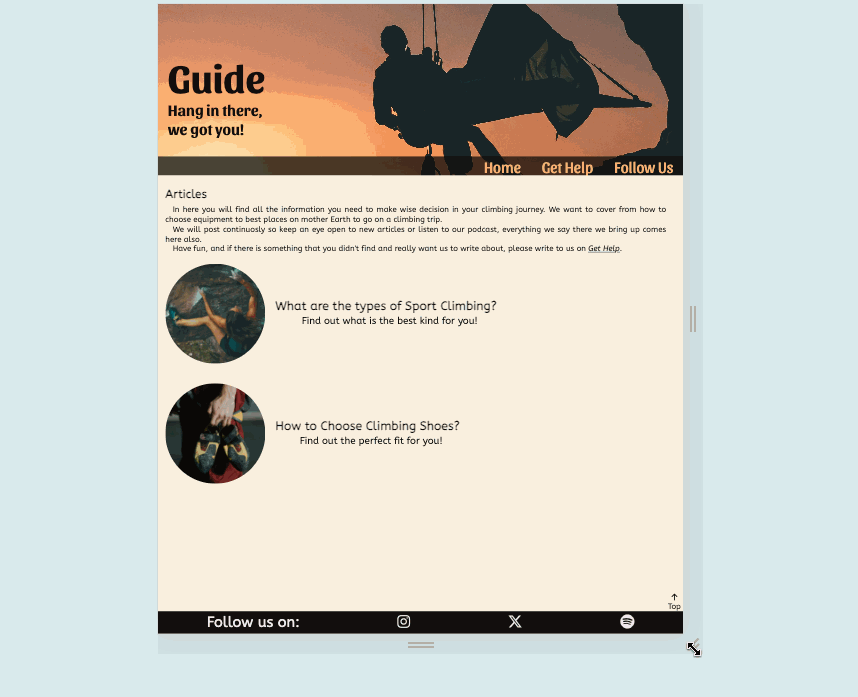 Guide
Hang in there,
we got you!
Home Get Help Follow Us
Articles
In here you will find all the information you need to make wise decision in your climbing journey. We want to cover from how to
choose equipment to best places on mother Earth to go on a climbing trip.
We will post continuosly so keep an eye open to new articles or listen to our podcast, everything we say there we bring up comes
here also.
Have fun, and if there is something that you didn't find and really want us to write about, please write to us on Get Help.
What are the types of Sport Climbing?
Find out what is the best kind for you!
How to Choose Climbing Shoes?
Find out the perfect fit for you!
Top
Follow us on: